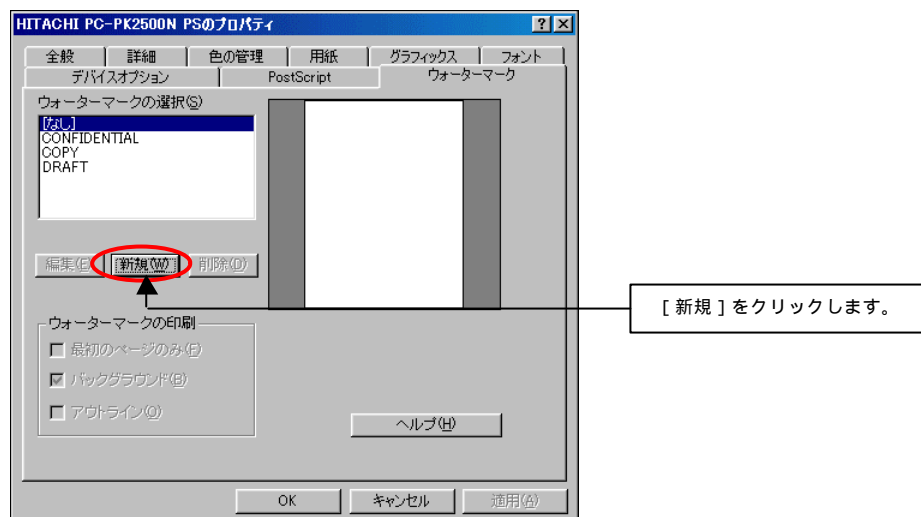 HITACHI PC-PK2500N PSのプロパティ
全般 詳細 色の管理 用紙 グラフィックス フォント
デバイスオプション PostScript ウォーターマーク
ウォーターマークの選択(S)
[なし]
CONFIDENTIAL
COPY
DRAFT
編集(E) 新規(W) 削除(D)
[ 新規 ] をクリックします。
ウォーターマークの印刷
最初のページのみ(F)
バックグラウンド(B)
アウトライン(O)
ヘルプ(H)
OK キャンセル 適用(A)